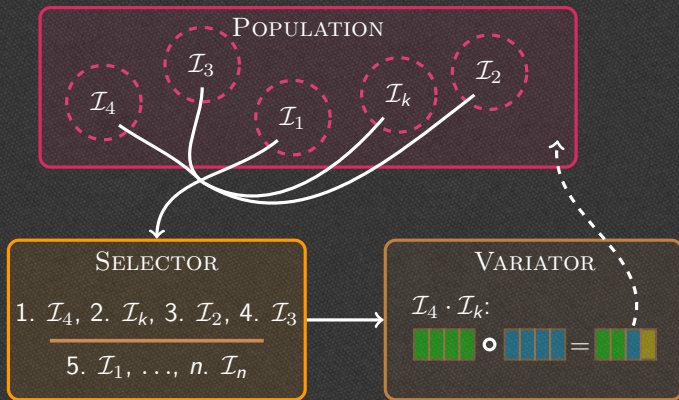 POPULATION
I₄ I₃ I₁ Iₖ I₂
SELECTOR
1. I₄, 2. Iₖ, 3. I₂, 4. I₃
5. I₁, . . ., n. Iₙ
VARIATOR
I₄ · Iₖ:
=